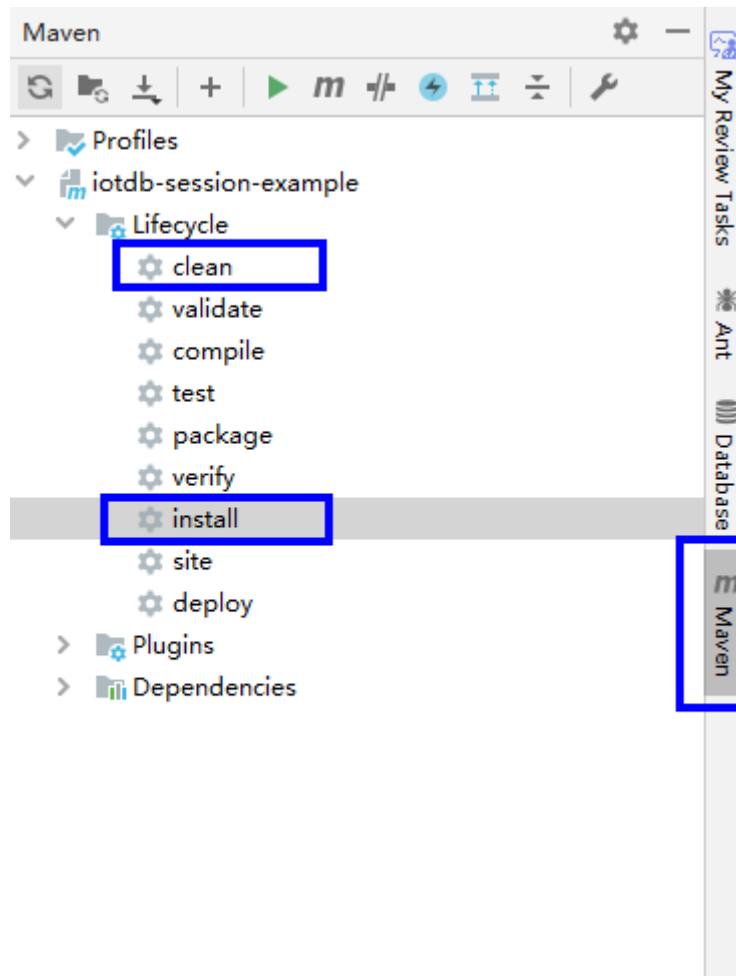 Maven
Profiles
iotdb-session-example
Lifecycle
clean
validate
compile
test
package
verify
install
site
deploy
Plugins
Dependencies
My Review Tasks
Ant
Database
Maven